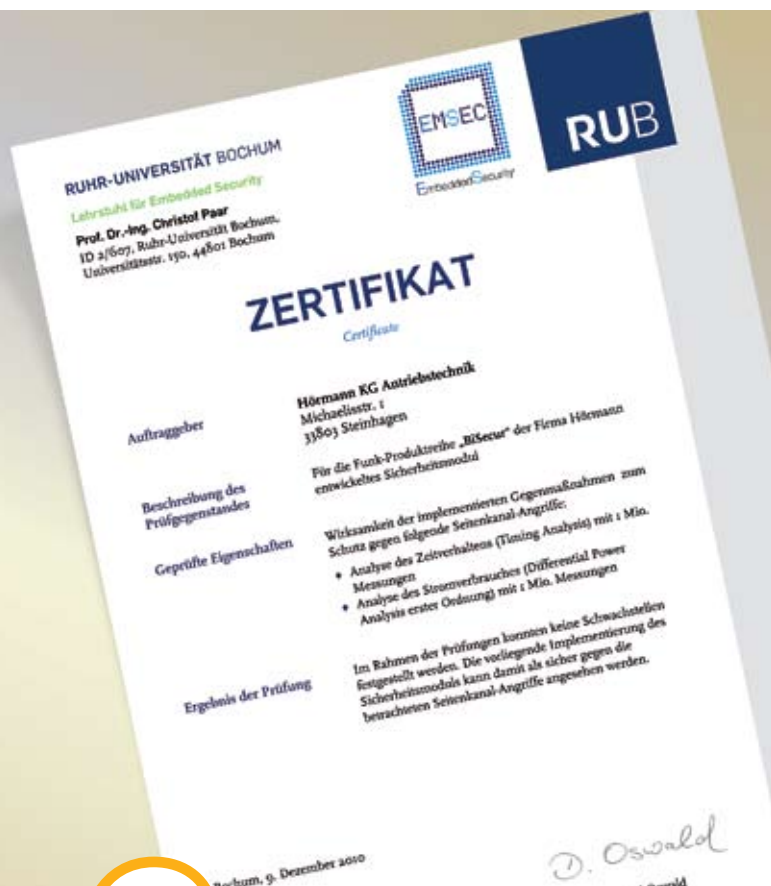 RUHR-UNIVERSITÄT BOCHUM
Lehrstuhl für Embedded Security
Prof. Dr.-Ing. Christof Paar
ID 2/607, Ruhr-Universität Bochum,
Universitätsstr. 150, 44801 Bochum
EMSEC
EmbeddedSecurity
RUB
ZERTIFIKAT
Certificate
Auftraggeber
Hörmann KG Antriebstechnik
Michaelisstr. 1
33803 Steinhagen
Beschreibung des
Prüfgegenstandes
Für die Funk-Produktreihe „BiSecur“ der Firma Hörmann
entwickeltes Sicherheitsmodul
Geprüfte Eigenschaften
Wirksamkeit der implementierten Gegenmaßnahmen zum
Schutz gegen folgende Seitenkanal-Angriffe:
• Analyse des Zeitverhaltens (Timing Analysis) mit 1 Mio.
Messungen
• Analyse des Stromverbrauches (Differential Power
Analysis erster Ordnung) mit 1 Mio. Messungen
Ergebnis der Prüfung
Im Rahmen der Prüfungen konnten keine Schwachstellen
festgestellt werden. Die vorliegende Implementierung des
Sicherheitsmoduls kann damit als sicher gegen die
betrachteten Seitenkanal-Angriffe angesehen werden.
Bochum, 9. Dezember 2010
D. Oswald